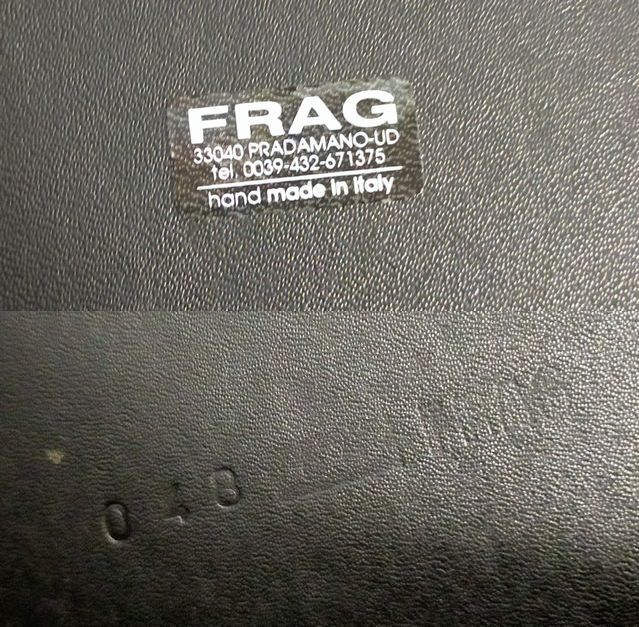 FRAG
33040 PRADAMANO-UD
tel. 0039-432-671375
hand made in Italy